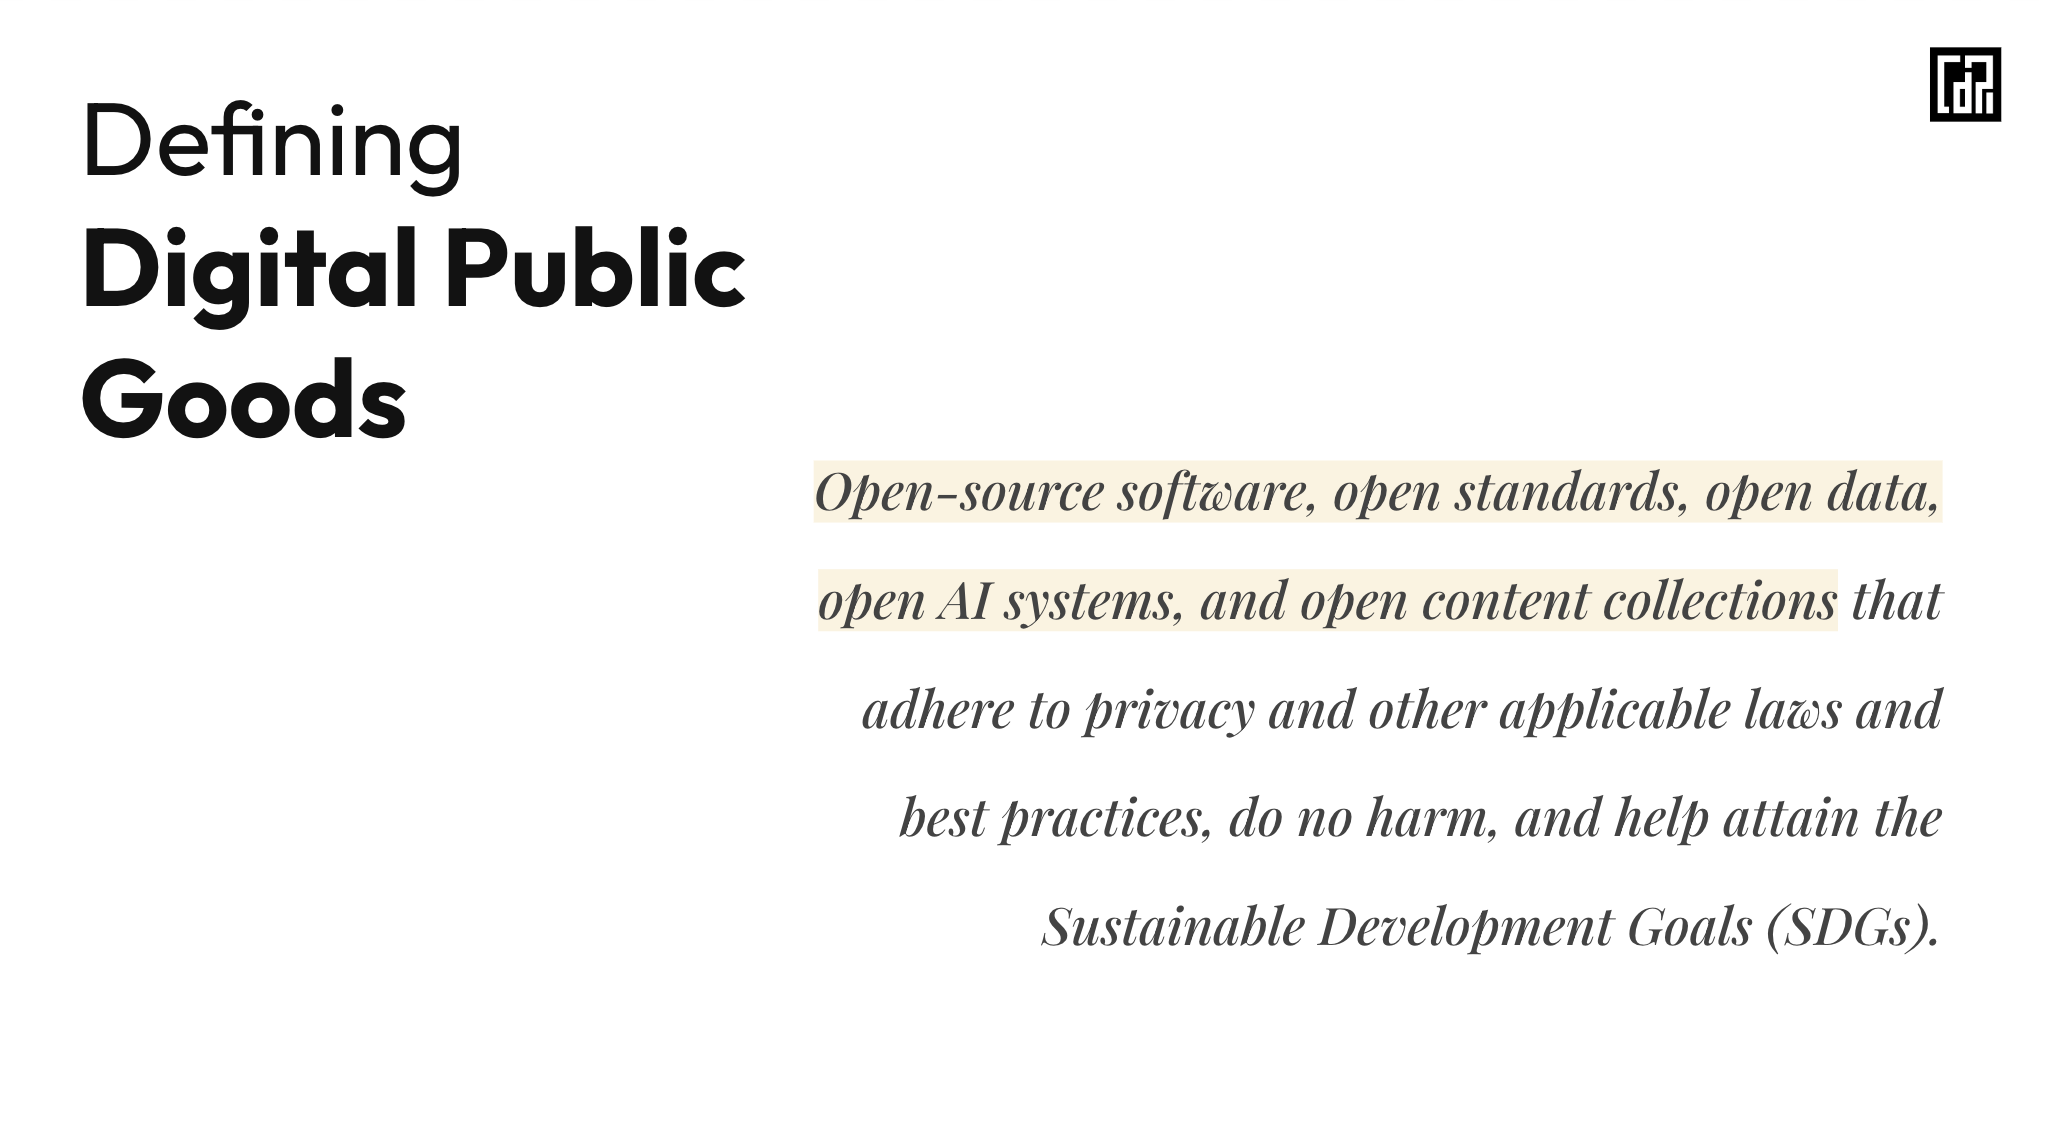 Defining
Digital Public
Goods
Open-source software, open standards, open data,
open AI systems, and open content collections that
adhere to privacy and other applicable laws and
best practices, do no harm, and help attain the
Sustainable Development Goals (SDGs).